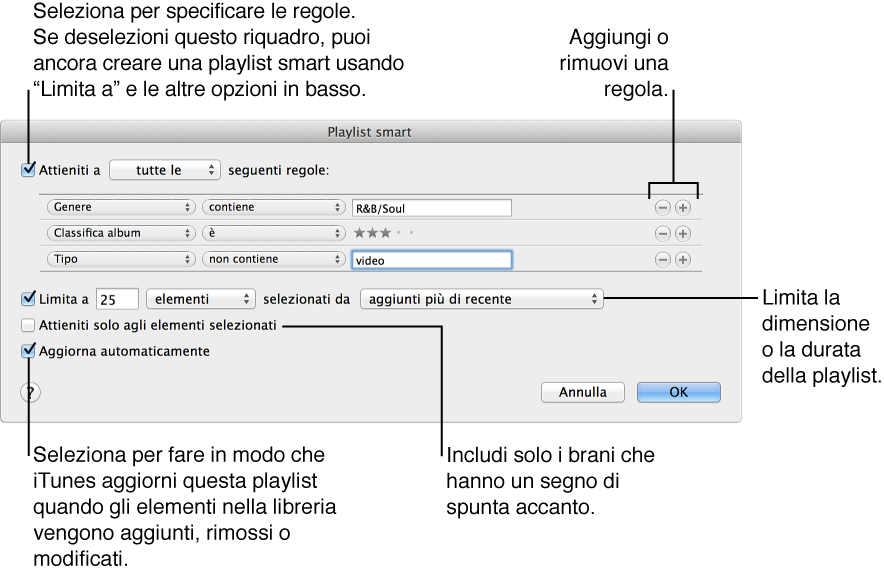 Seleziona per specificare le regole.
Se deselezioni questo riquadro, puoi
ancora creare una playlist smart usando
“Limita a” e le altre opzioni in basso.
Aggiungi o
rimuovi una
regola.
Playlist smart
Attieniti a tutte le seguenti regole:
Genere contiene R&B/Soul
Classifica album è ★★★··
Tipo non contiene video
Limita a 25 elementi selezionati da aggiunti più di recente
Attieniti solo agli elementi selezionati
Aggiorna automaticamente
? Annulla OK
Limita la
dimensione
o la durata
della playlist.
Seleziona per fare in modo che
iTunes aggiorni questa playlist
quando gli elementi nella libreria
vengono aggiunti, rimossi o
modificati.
Includi solo i brani che
hanno un segno di
spunta accanto.